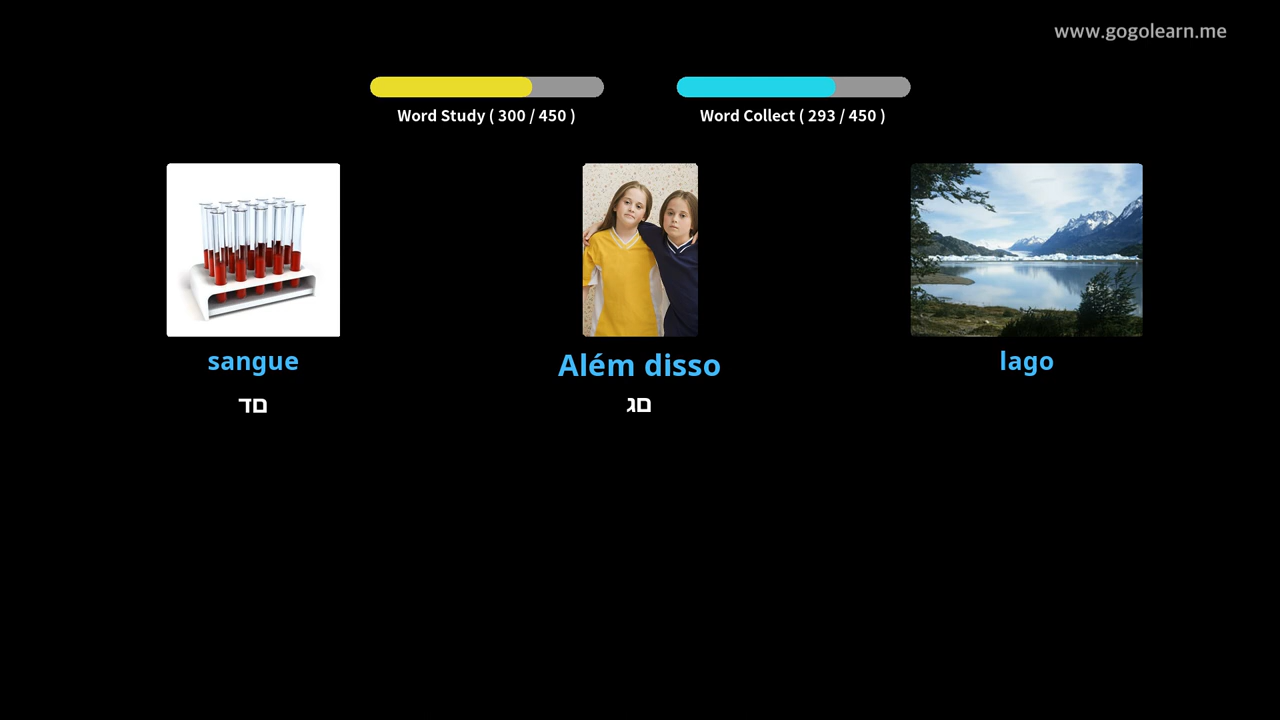 www.gogolearn.me
Word Study ( 300 / 450 )
Word Collect ( 293 / 450 )
sangue
Além disso
lago
דם
גם